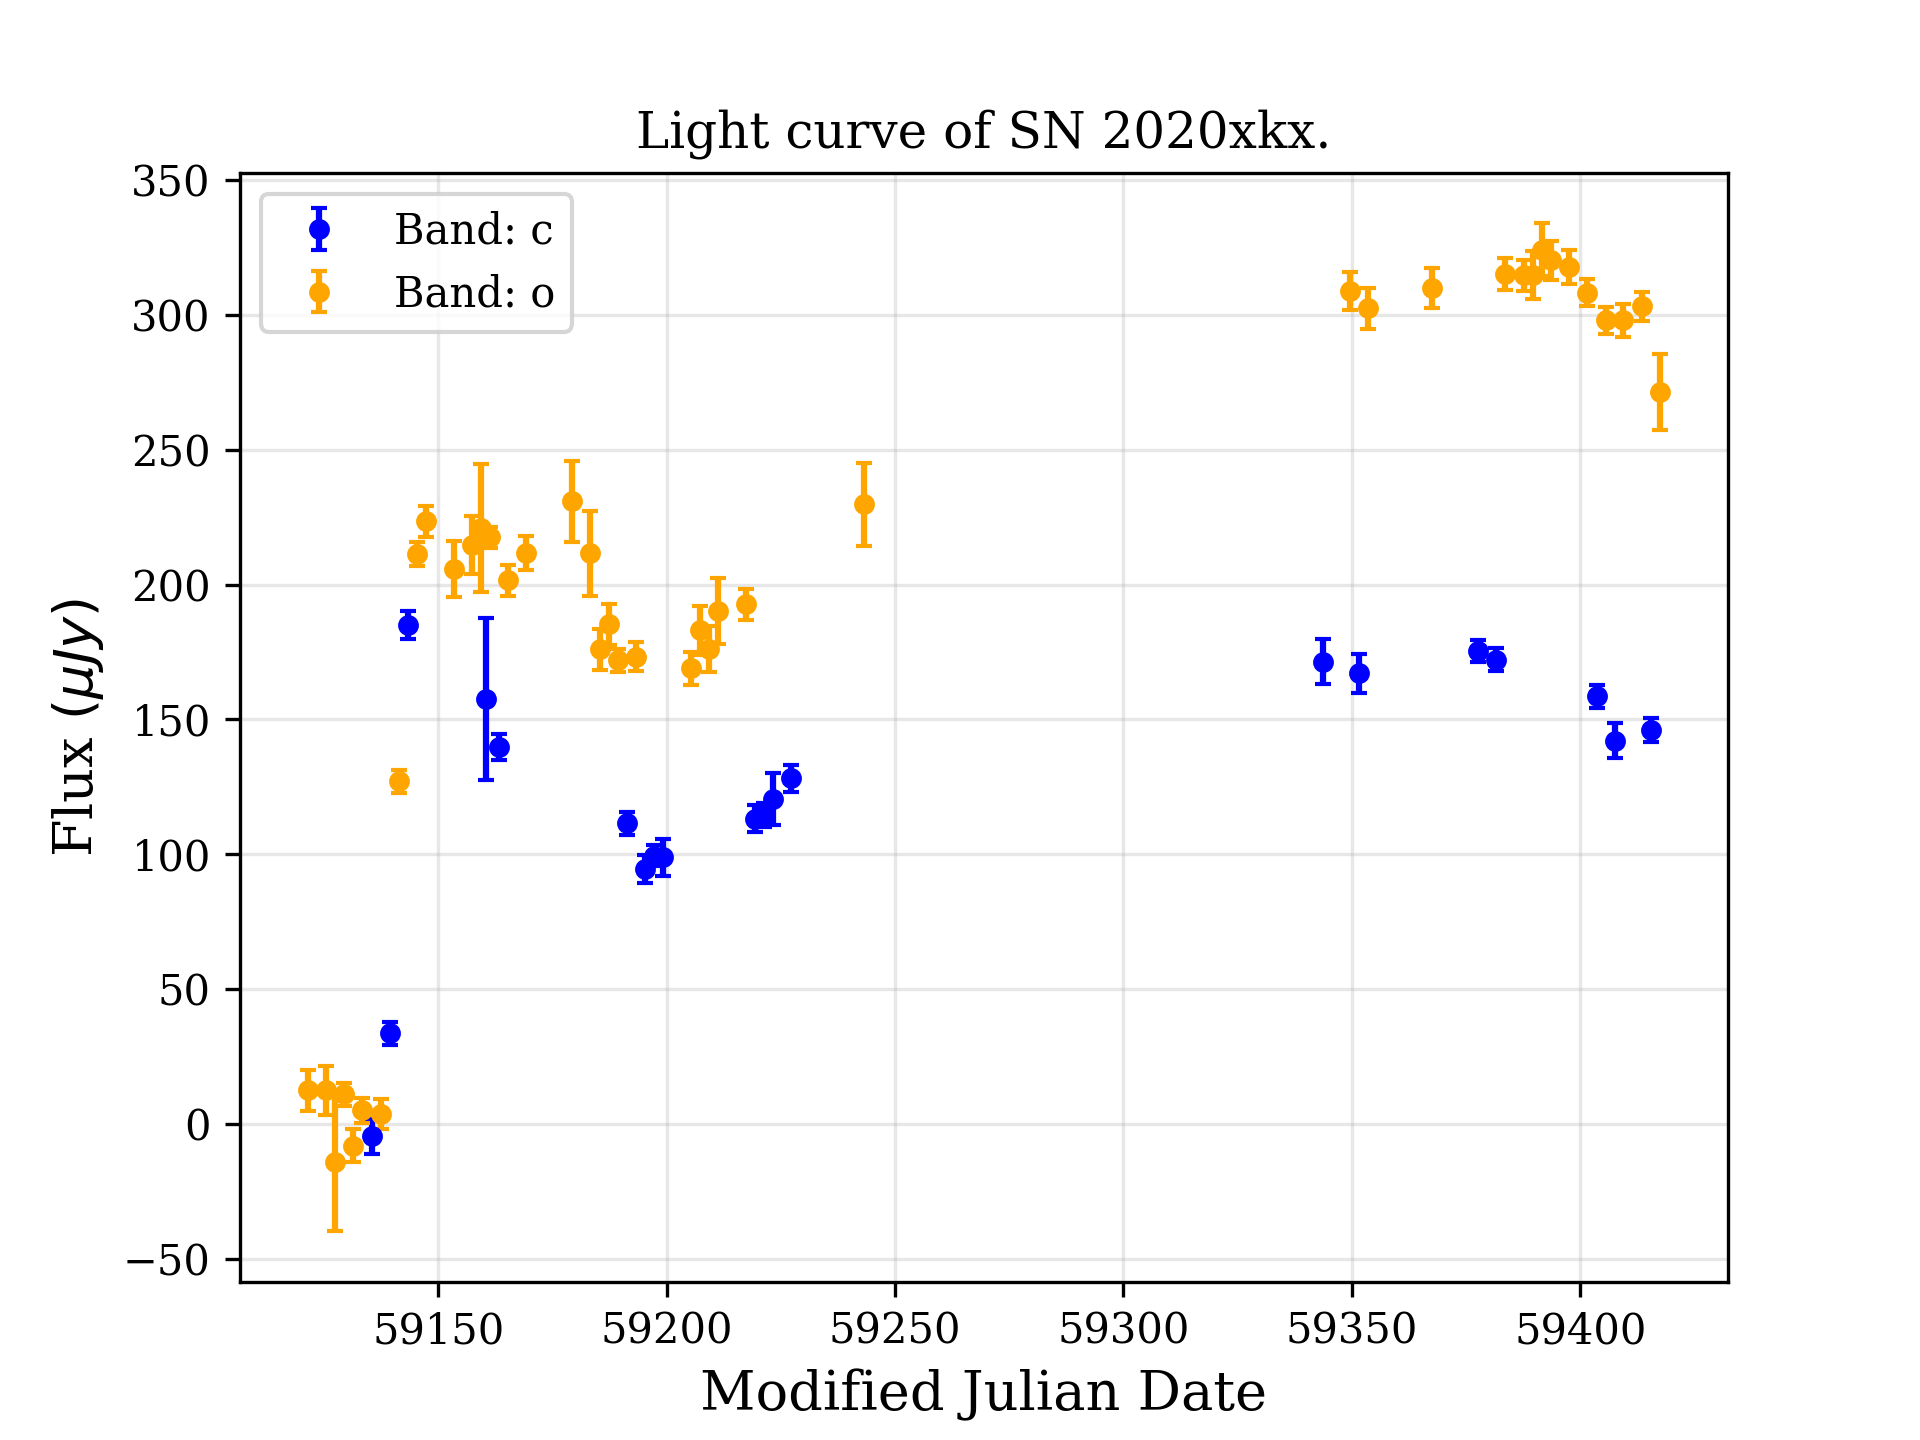 Light curve of SN 2020xkx.
350
300
250
200
150
100
50
0
−50
Flux (μJy)
Band: c
Band: o
59150 59200 59250 59300 59350 59400
Modified Julian Date